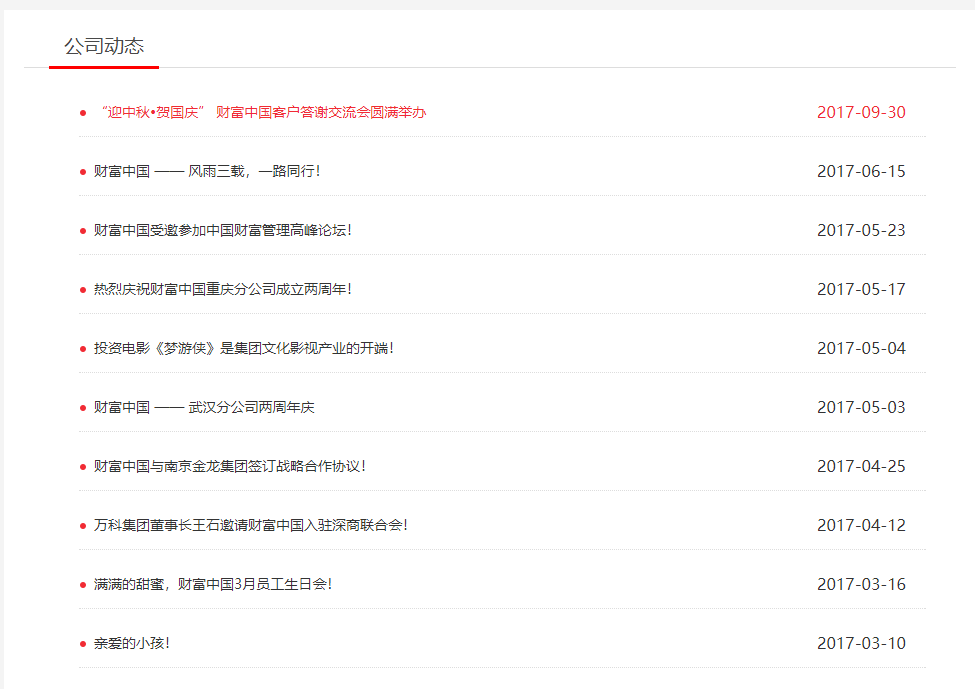 公司动态
“迎中秋•贺国庆” 财富中国客户答谢交流会圆满举办 2017-09-30
财富中国 —— 风雨三载，一路同行! 2017-06-15
财富中国受邀参加中国财富管理高峰论坛! 2017-05-23
热烈庆祝财富中国重庆分公司成立两周年! 2017-05-17
投资电影《梦游侠》是集团文化影视产业的开端! 2017-05-04
财富中国 —— 武汉分公司两周年庆 2017-05-03
财富中国与南京金龙集团签订战略合作协议! 2017-04-25
万科集团董事长王石邀请财富中国入驻深商联合会! 2017-04-12
满满的甜蜜，财富中国3月员工生日会! 2017-03-16
亲爱的小孩! 2017-03-10